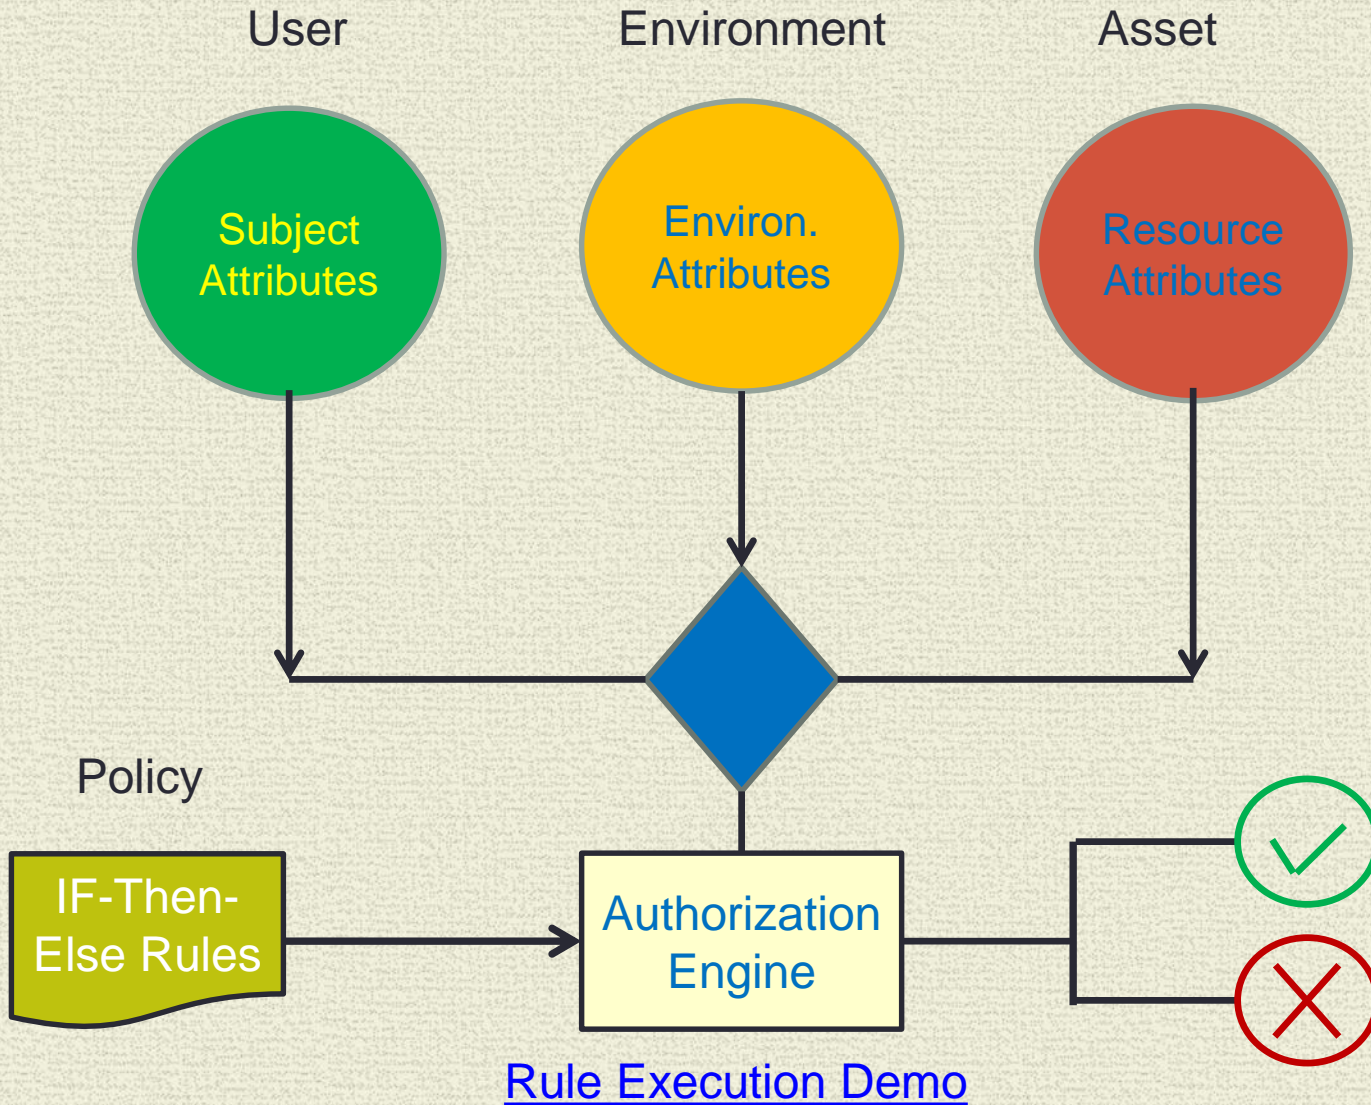 User
Environment
Asset
Subject
Attributes
Environ.
Attributes
Resource
Attributes
Policy
IF-Then-
Else Rules
Authorization
Engine
Rule Execution Demo